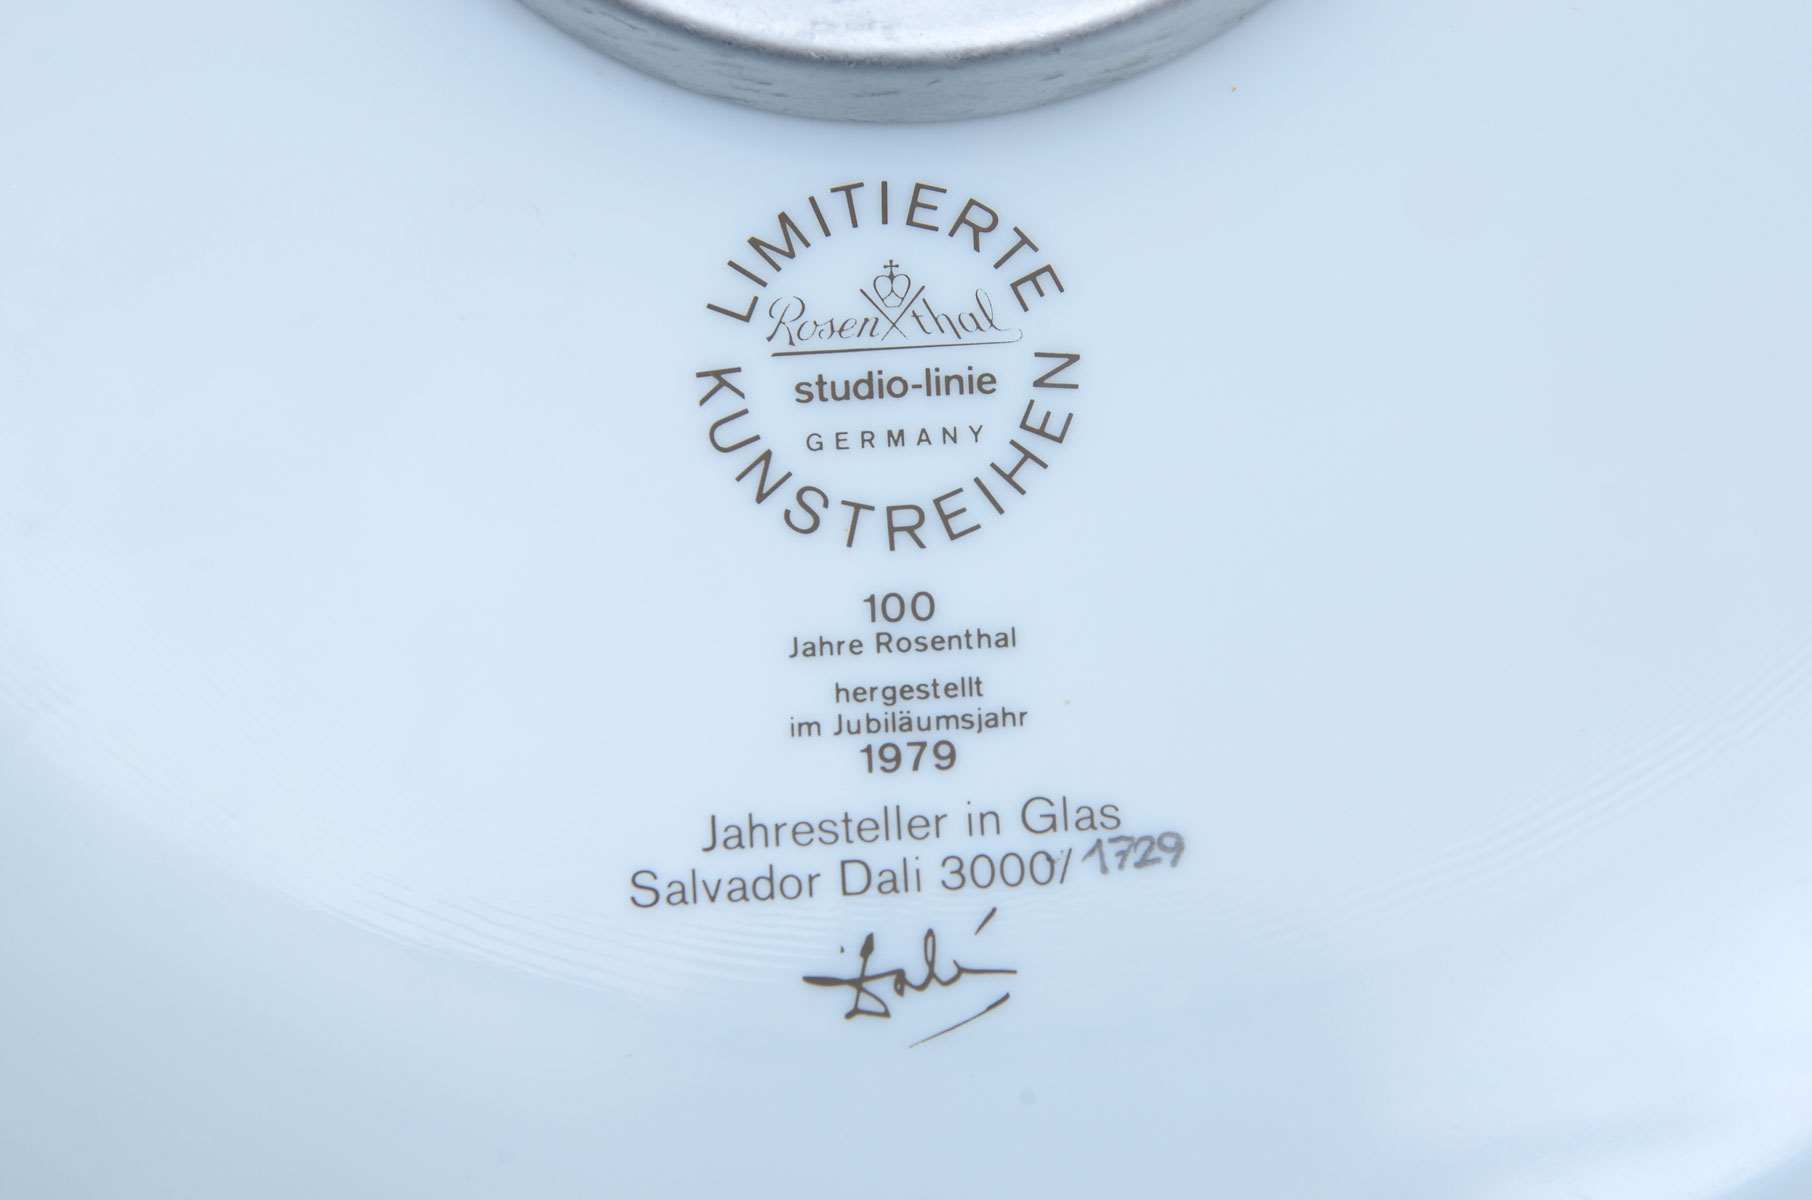 LIMITIERTE
Rosenthal
studio-linie
GERMANY
KUNSTREIHEN
100
Jahre Rosenthal
hergestellt
im Jubiläumsjahr
1979
Jahresteller in Glas
Salvador Dali 3000/1729
Dalí